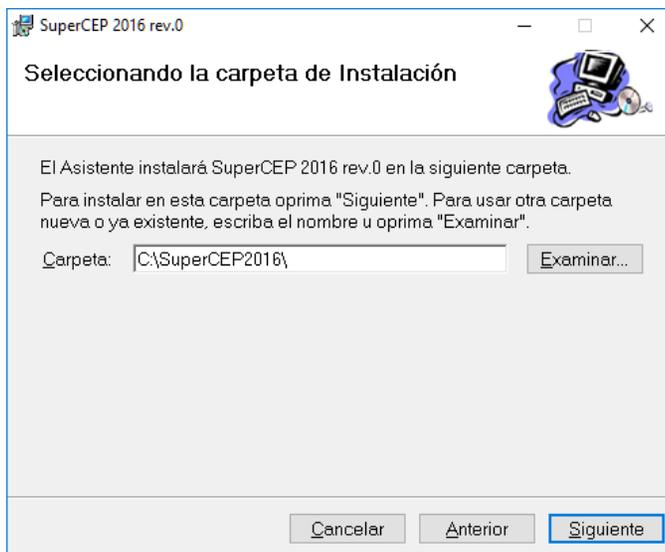 SuperCEP 2016 rev.0
Seleccionando la carpeta de Instalación
El Asistente instalará SuperCEP 2016 rev.0 en la siguiente carpeta.
Para instalar en esta carpeta oprima "Siguiente". Para usar otra carpeta
nueva o ya existente, escriba el nombre u oprima "Examinar".
Carpeta: C:\SuperCEP2016\ Examinar...
Cancelar Anterior Siguiente